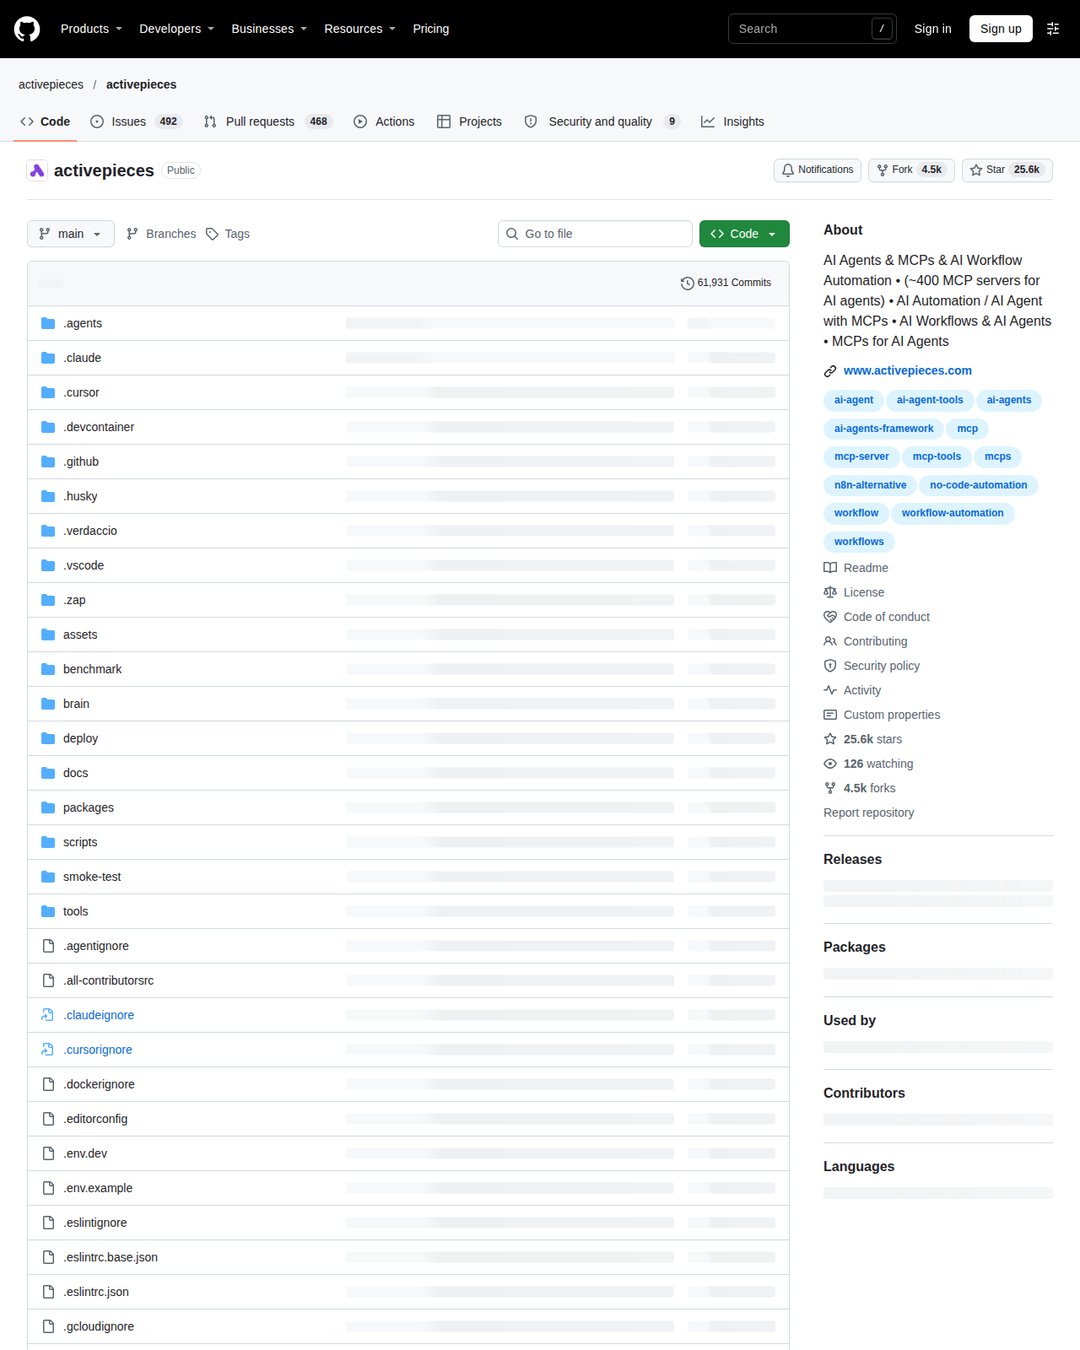 Products
Developers
Businesses
Resources
Pricing
Search /
Sign in
Sign up
activepieces / activepieces
Code
Issues 492
Pull requests 468
Actions
Projects
Security and quality 9
Insights
activepieces Public
Notifications
Fork 4.5k
Star 25.6k
main
Branches
Tags
Go to file
Code
61,931 Commits
.agents
.claude
.cursor
.devcontainer
.github
.husky
.verdaccio
.vscode
.zap
assets
benchmark
brain
deploy
docs
packages
scripts
smoke-test
tools
.agentignore
.all-contributorsrc
.claudeignore
.cursorignore
.dockerignore
.editorconfig
.env.dev
.env.example
.eslintignore
.eslintrc.base.json
.eslintrc.json
.gcloudignore
About
AI Agents & MCPs & AI Workflow
Automation • (~400 MCP servers for
AI agents) • AI Automation / AI Agent
with MCPs • AI Workflows & AI Agents
• MCPs for AI Agents
www.activepieces.com
ai-agent ai-agent-tools ai-agents
ai-agents-framework mcp
mcp-server mcp-tools mcps
n8n-alternative no-code-automation
workflow workflow-automation
workflows
Readme
License
Code of conduct
Contributing
Security policy
Activity
Custom properties
25.6k stars
126 watching
4.5k forks
Report repository
Releases
Packages
Used by
Contributors
Languages